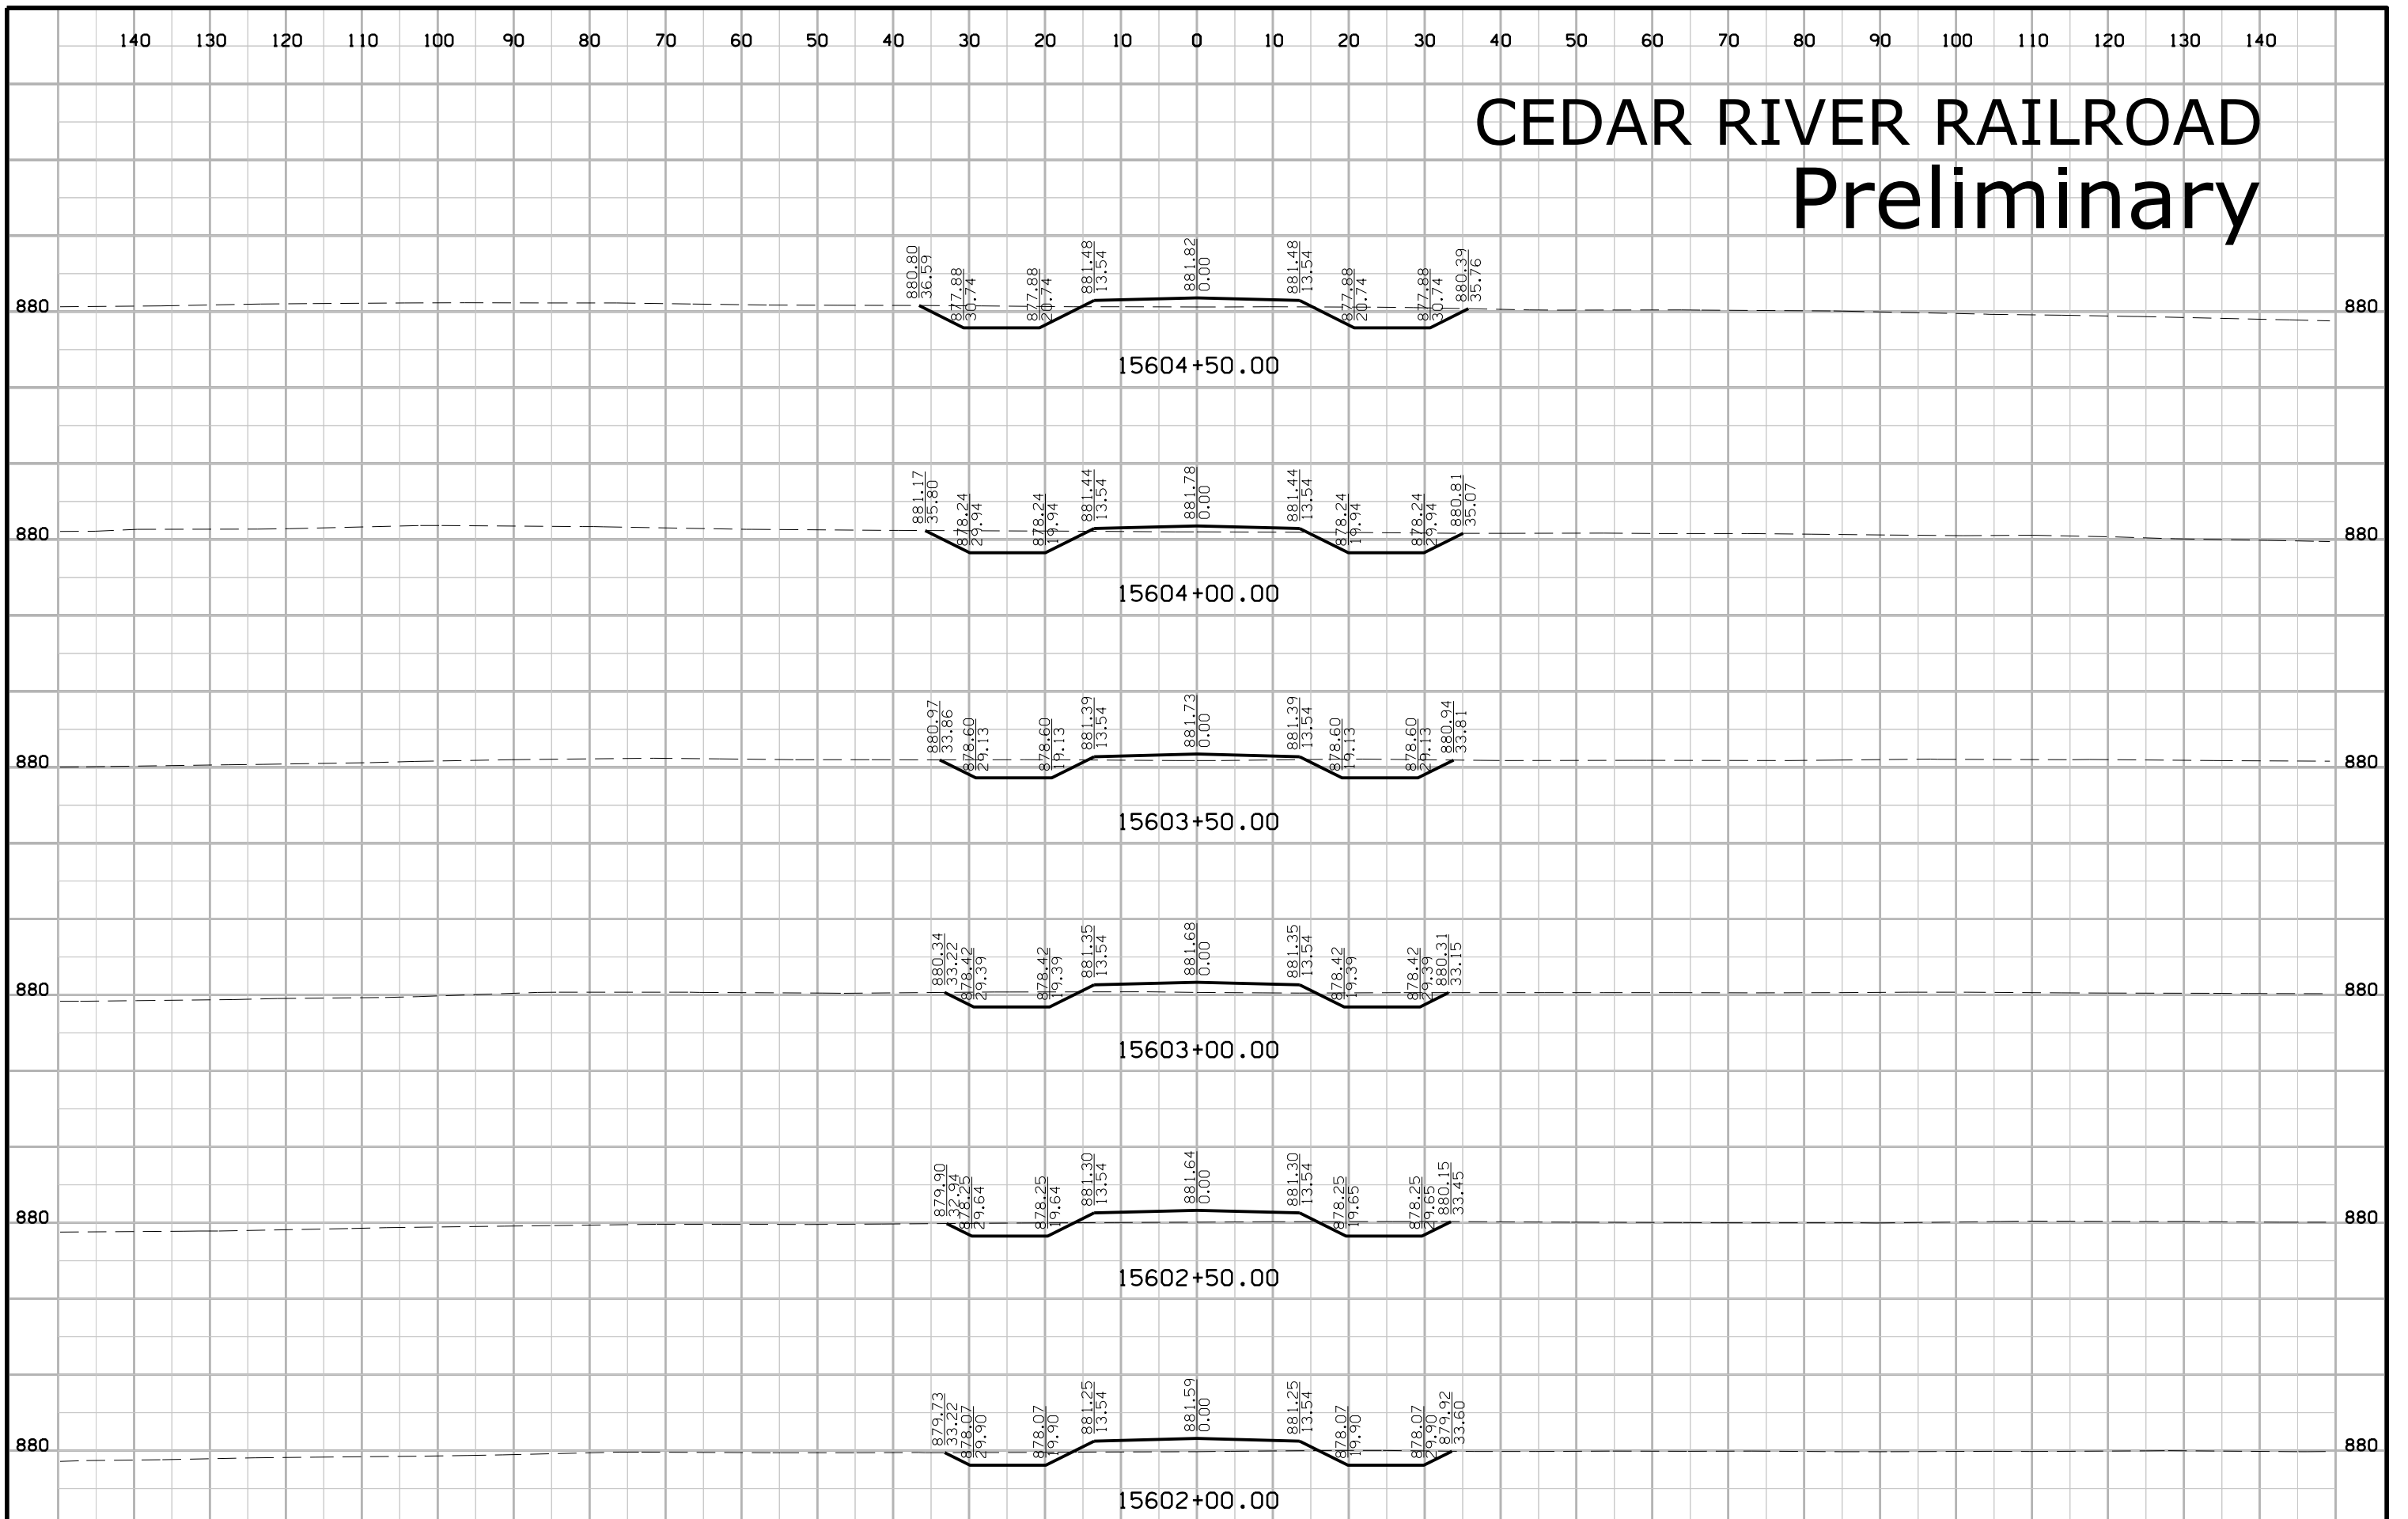 140 130 120 110 100 90 80 70 60 50 40 30 20 10 0 10 20 30 40 50 60 70 80 90 100 110 120 130 140
CEDAR RIVER RAILROAD
Preliminary
880.80 877.88 877.88 881.48 881.82 881.48 877.88 877.88 880.39
36.59 30.74 20.74 13.54 0.00 13.54 20.74 30.74 35.76
880 880
15604+50.00
881.17 878.24 878.24 881.44 881.78 881.44 878.24 878.24 880.81
35.80 29.94 19.94 13.54 0.00 13.54 19.94 29.94 35.07
880 880
15604+00.00
880.97 878.60 878.60 881.39 881.73 881.39 878.60 878.60 880.94
33.86 29.13 19.13 13.54 0.00 13.54 19.13 29.13 33.81
880 880
15603+50.00
880.34 878.42 878.42 881.35 881.68 881.35 878.42 878.42 880.31
33.22 29.39 19.39 13.54 0.00 13.54 19.39 29.39 33.15
880 880
15603+00.00
879.90 878.25 878.25 881.30 881.64 881.30 878.25 878.25 880.15
32.94 29.64 19.64 13.54 0.00 13.54 19.65 29.65 33.45
880 880
15602+50.00
879.73 878.07 878.07 881.25 881.59 881.25 878.07 878.07 879.92
33.22 29.90 19.90 13.54 0.00 13.54 19.90 29.90 33.60
880 880
15602+00.00